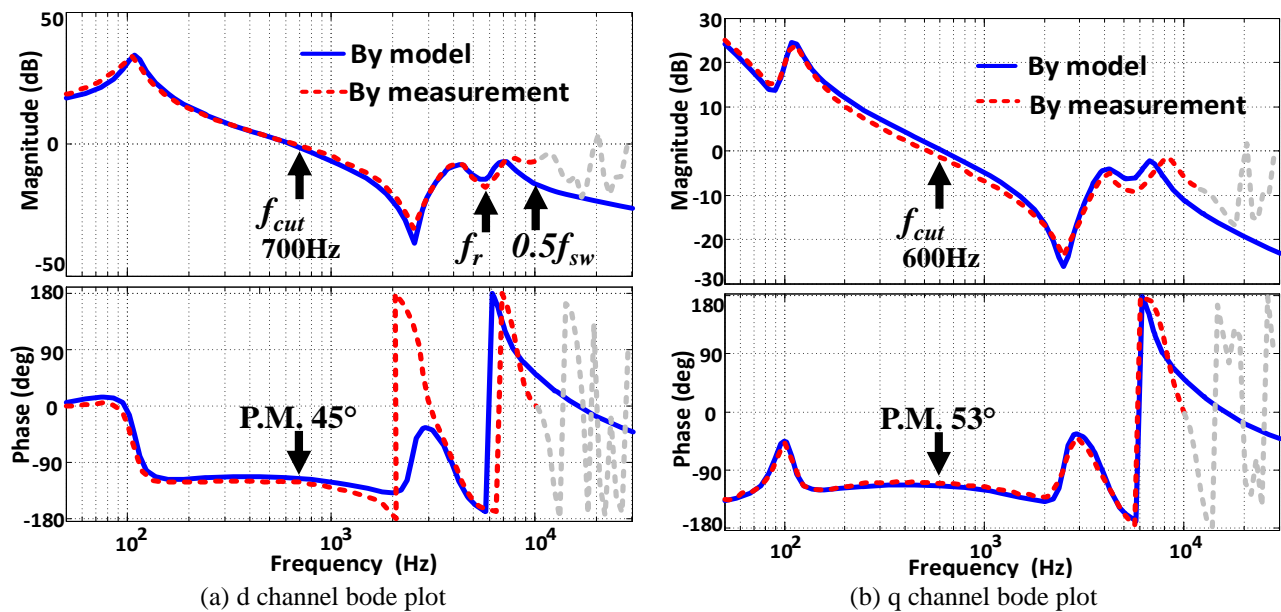 50
0
-50
Magnitude (dB)
By model
By measurement
f_cut
700Hz
f_r
0.5f_sw
180
90
0
-90
-180
Phase (deg)
P.M. 45°
10^2
10^3
10^4
Frequency (Hz)
(a) d channel bode plot
30
20
10
0
-10
-20
-30
Magnitude (dB)
By model
By measurement
f_cut
600Hz
180
90
0
-90
-180
Phase (deg)
P.M. 53°
10^2
10^3
10^4
Frequency (Hz)
(b) q channel bode plot